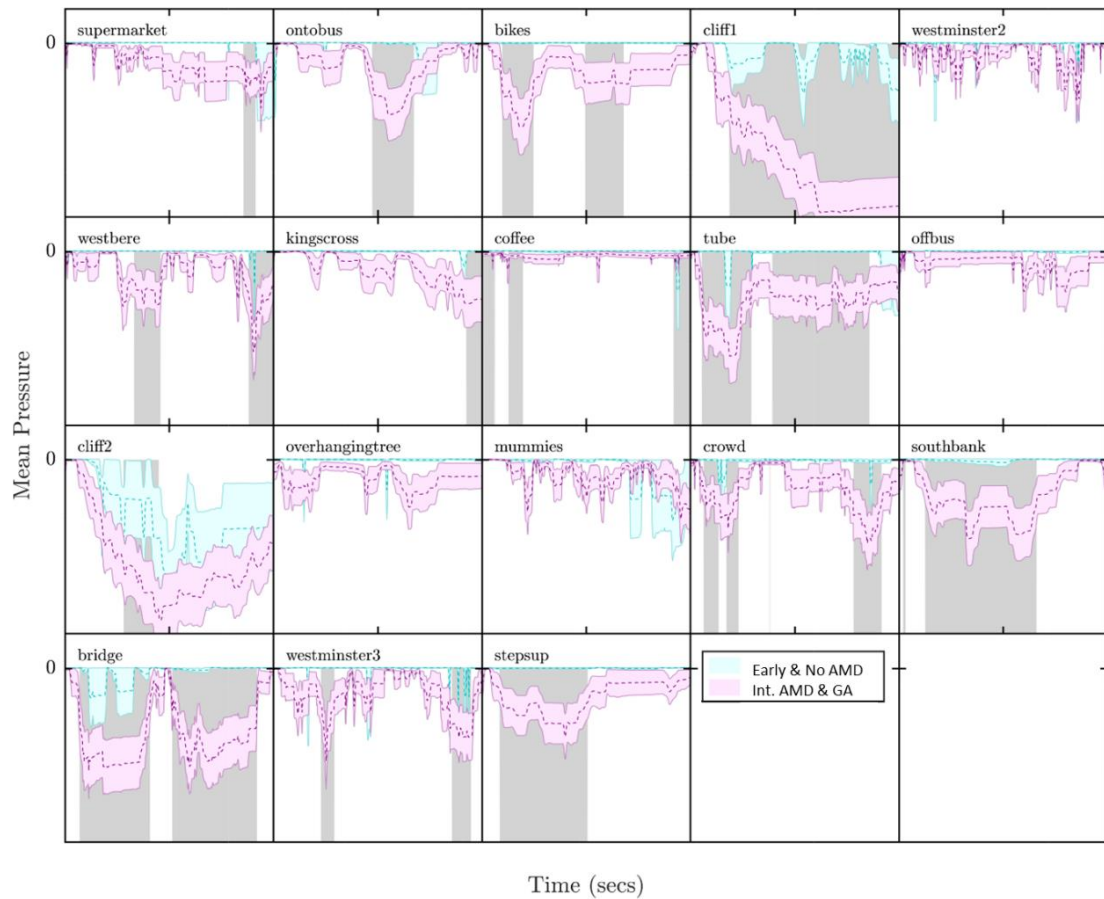 supermarket
ontobus
bikes
cliff1
westminster2
0
westbere
kingscross
coffee
tube
offbus
0
cliff2
overhangingtree
mummies
crowd
southbank
0
bridge
westminster3
stepsup
0
Early & No AMD
Int. AMD & GA
Mean Pressure
Time (secs)